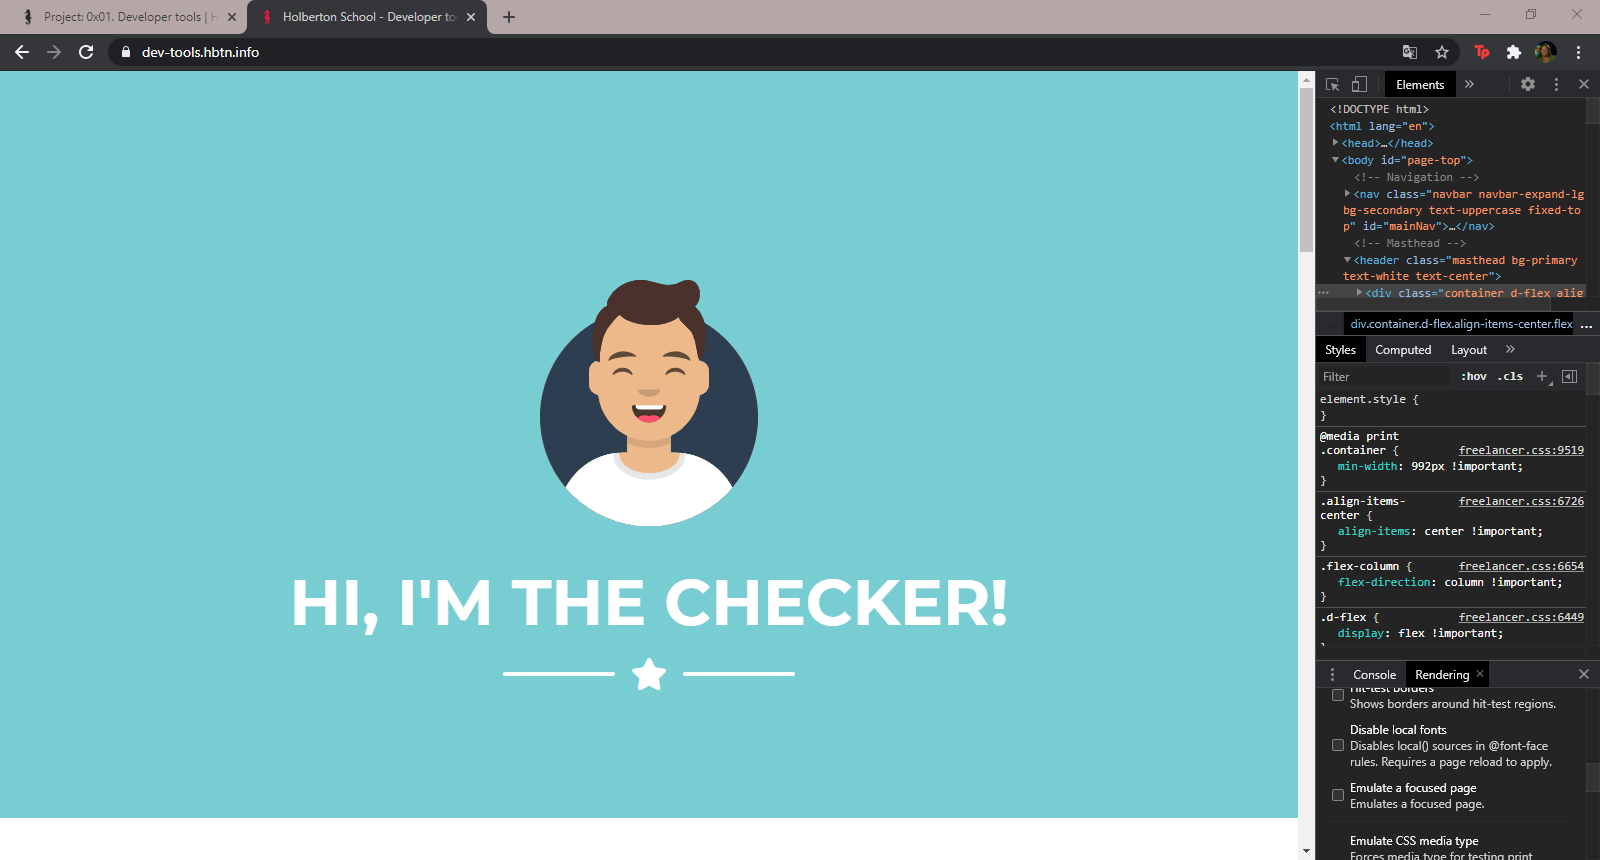 Project: 0x01. Developer tools | H
Holberton School - Developer to
dev-tools.hbtn.info
Tp
HI, I'M THE CHECKER!
Elements
<!DOCTYPE html>
<html lang="en">
<head>…</head>
<body id="page-top">
<!-- Navigation -->
<nav class="navbar navbar-expand-lg
bg-secondary text-uppercase fixed-to
p" id="mainNav">…</nav>
<!-- Masthead -->
<header class="masthead bg-primary
text-white text-center">
<div class="container d-flex alig
div.container.d-flex.align-items-center.flex
...
Styles Computed Layout
Filter :hov .cls
element.style {
}
@media print
.container { freelancer.css:9519
min-width: 992px !important;
}
.align-items- freelancer.css:6726
center {
align-items: center !important;
}
.flex-column { freelancer.css:6654
flex-direction: column !important;
}
.d-flex { freelancer.css:6449
display: flex !important;
}
Console Rendering
Hit-test borders
Shows borders around hit-test regions.
Disable local fonts
Disables local() sources in @font-face
rules. Requires a page reload to apply.
Emulate a focused page
Emulates a focused page.
Emulate CSS media type
Forces media type for testing print